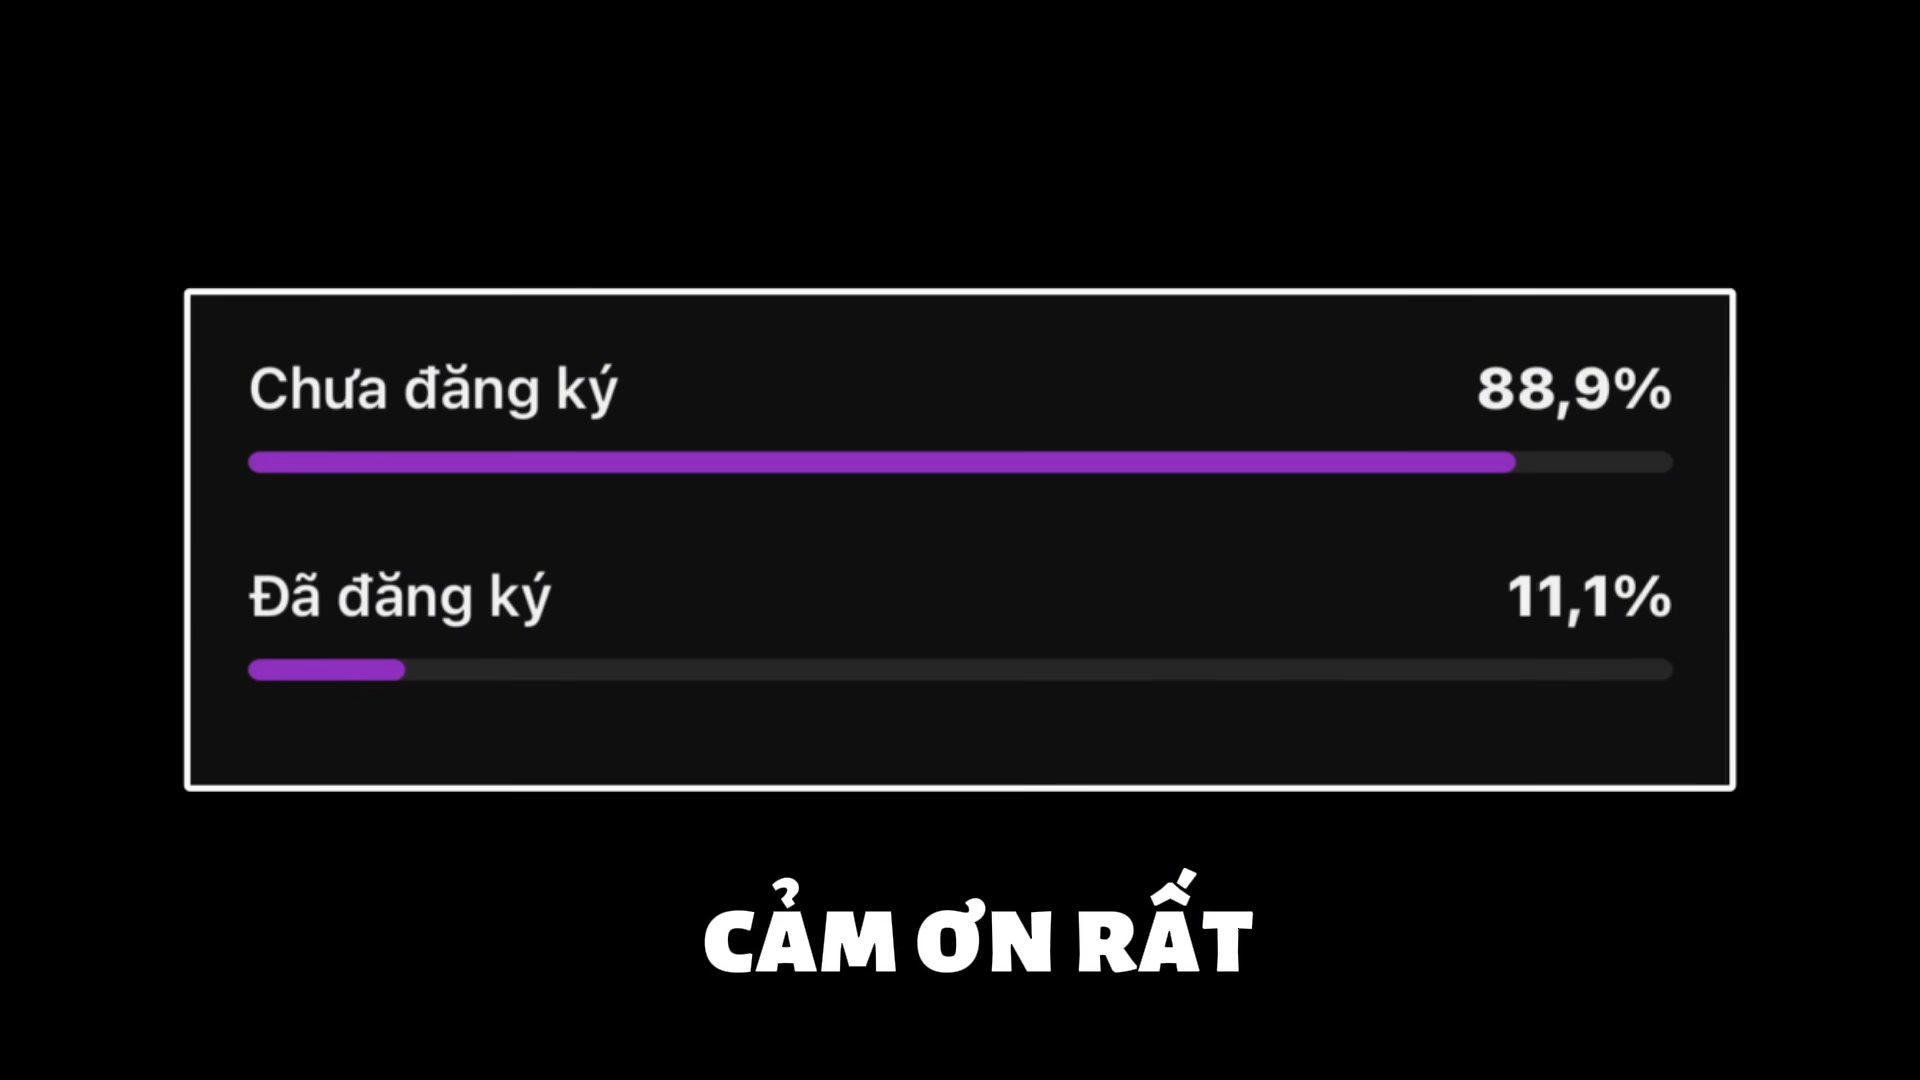 Chưa đăng ký 88,9%
Đã đăng ký 11,1%
CẢM ƠN RẤT